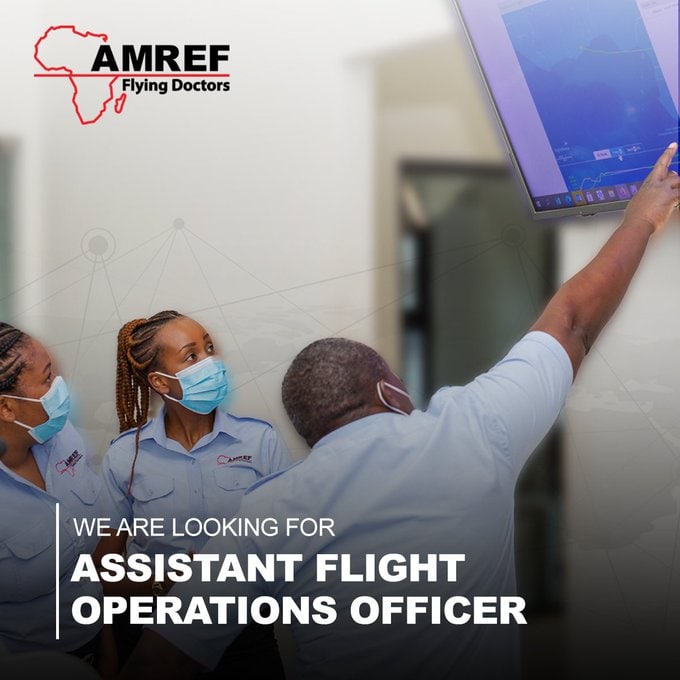 AMREF
Flying Doctors
WE ARE LOOKING FOR
ASSISTANT FLIGHT
OPERATIONS OFFICER